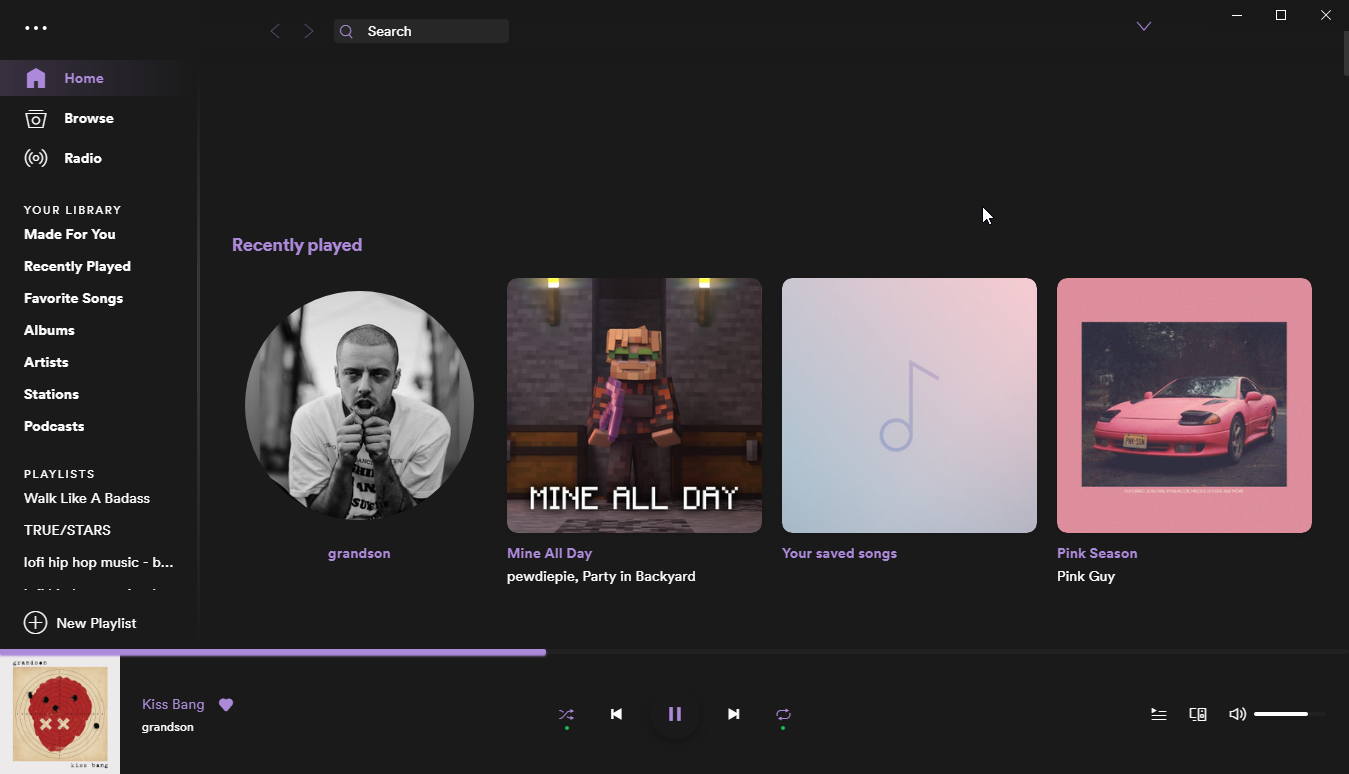 Search
Home
Browse
Radio
YOUR LIBRARY
Made For You
Recently Played
Favorite Songs
Albums
Artists
Stations
Podcasts
PLAYLISTS
Walk Like A Badass
TRUE/STARS
lofi hip hop music - b...
New Playlist
Recently played
MINE ALL DAY
PNK-SSN
grandson
Mine All Day
pewdiepie, Party in Backyard
Your saved songs
Pink Season
Pink Guy
grandson
kiss bang
Kiss Bang
grandson